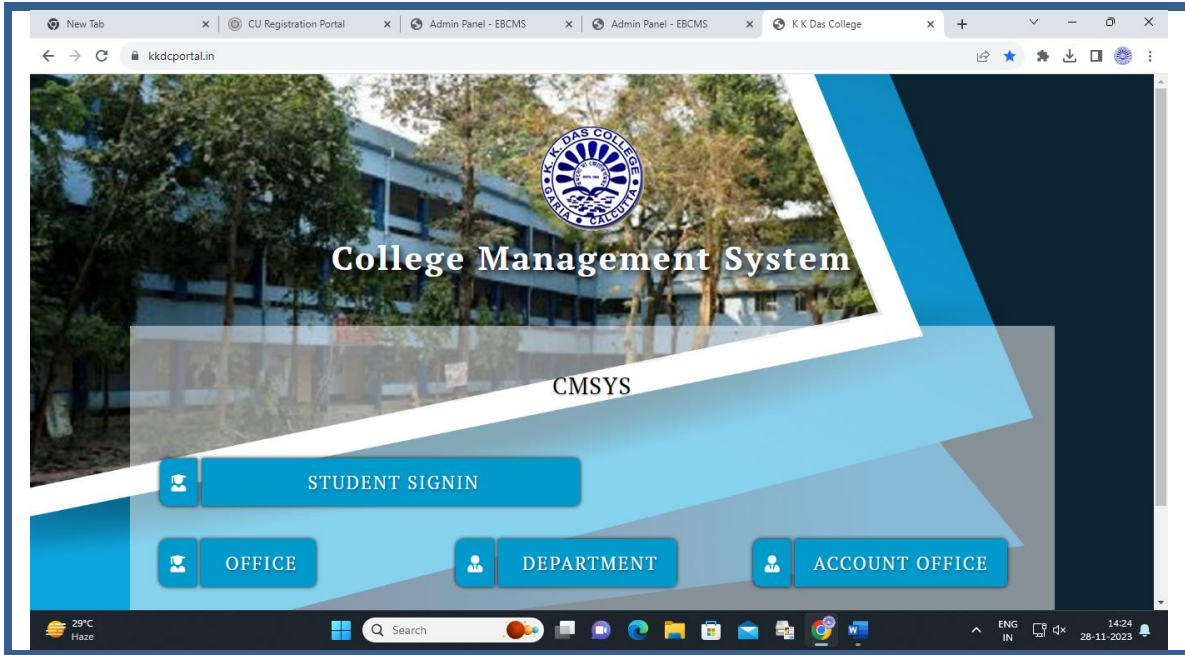 New Tab
CU Registration Portal
Admin Panel - EBCMS
Admin Panel - EBCMS
K K Das College
kkdcportal.in
K. K. DAS COLLEGE
GARIA • CALCUTTA
College Management System
CMSYS
STUDENT SIGNIN
OFFICE
DEPARTMENT
ACCOUNT OFFICE
29°C
Haze
Search
ENG
IN
14:24
28-11-2023